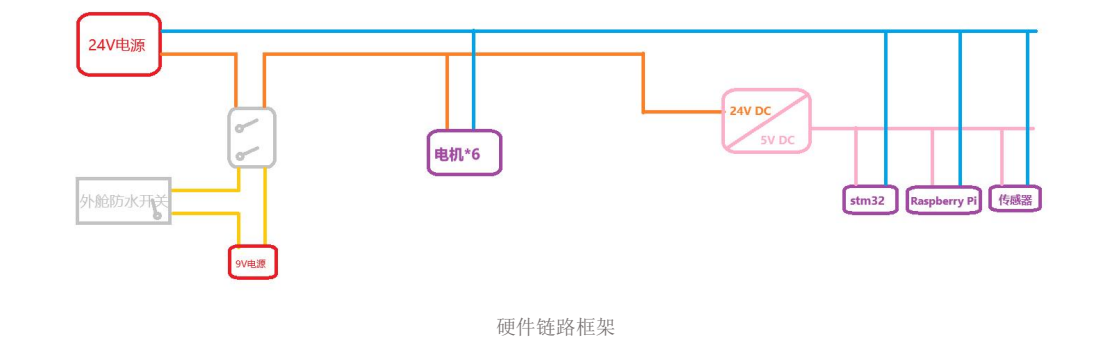 24V电源
24V DC
5V DC
电机*6
外舱防水开关
stm32
Raspberry Pi
传感器
9V电源
硬件链路框架